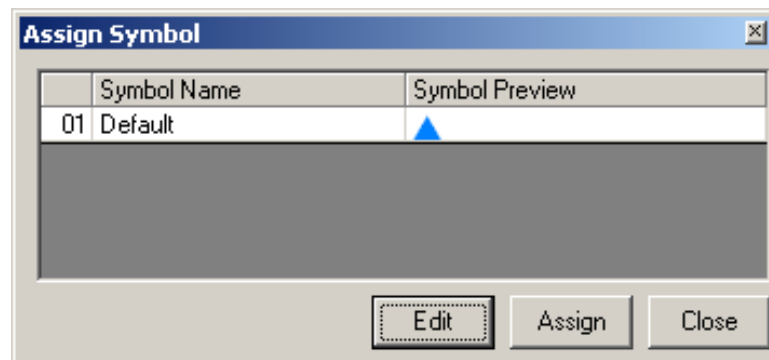 Assign Symbol
Symbol Name Symbol Preview
01 Default
Edit Assign Close